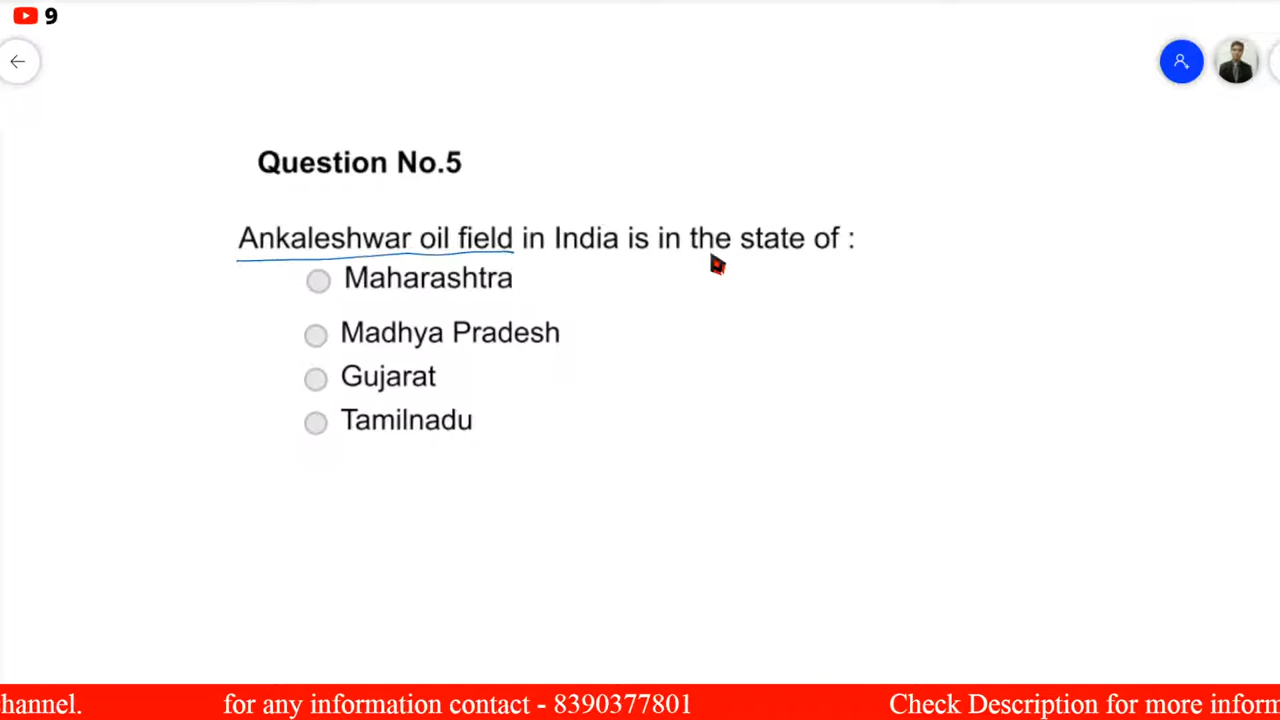 9
Question No.5
Ankaleshwar oil field in India is in the state of :
Maharashtra
Madhya Pradesh
Gujarat
Tamilnadu
hannel. for any information contact - 8390377801 Check Description for more inform